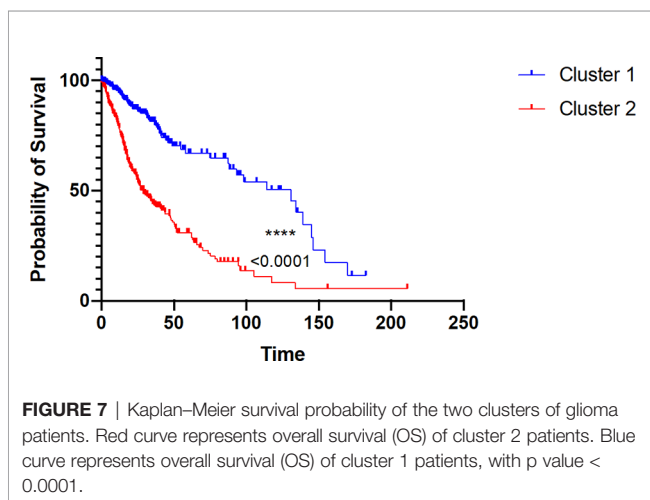 Probability of Survival
100
50
0
0
50
100
150
200
250
Time
****
<0.0001
Cluster 1
Cluster 2
FIGURE 7 | Kaplan–Meier survival probability of the two clusters of glioma
patients. Red curve represents overall survival (OS) of cluster 2 patients. Blue
curve represents overall survival (OS) of cluster 1 patients, with p value <
0.0001.